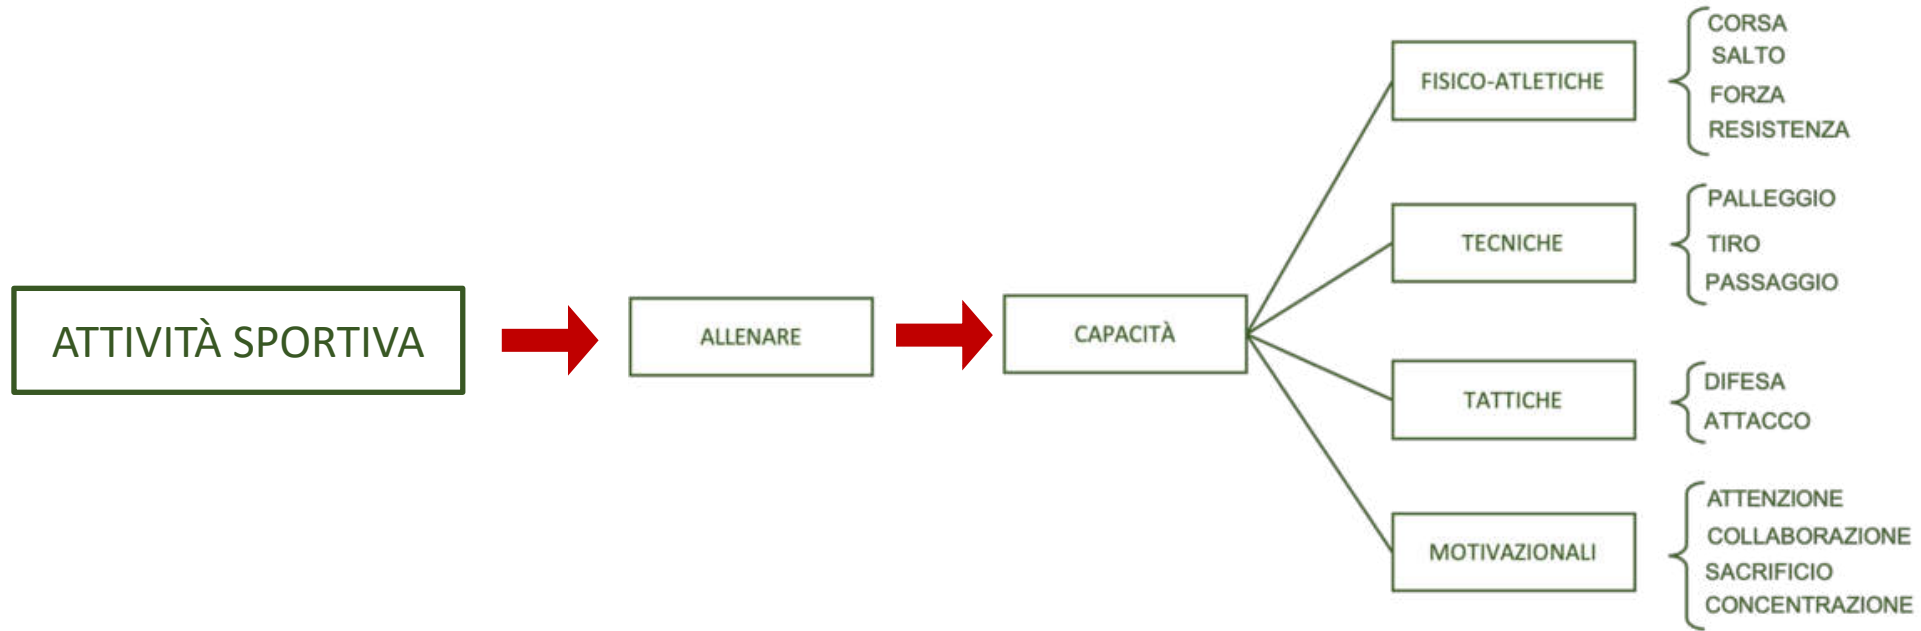 ATTIVITÀ SPORTIVA
ALLENARE
CAPACITÀ
FISICO-ATLETICHE
CORSA
SALTO
FORZA
RESISTENZA
TECNICHE
PALLEGGIO
TIRO
PASSAGGIO
TATTICHE
DIFESA
ATTACCO
MOTIVAZIONALI
ATTENZIONE
COLLABORAZIONE
SACRIFICIO
CONCENTRAZIONE